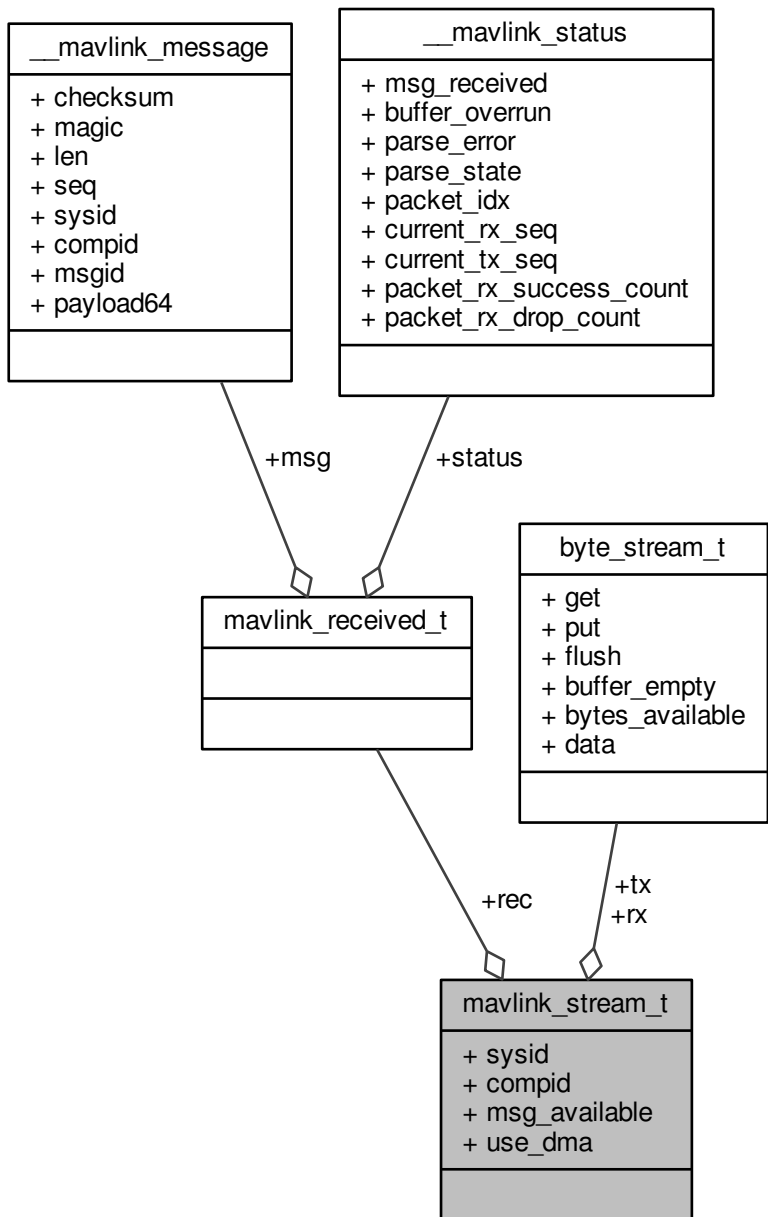 __mavlink_message
+ checksum
+ magic
+ len
+ seq
+ sysid
+ compid
+ msgid
+ payload64
__mavlink_status
+ msg_received
+ buffer_overrun
+ parse_error
+ parse_state
+ packet_idx
+ current_rx_seq
+ current_tx_seq
+ packet_rx_success_count
+ packet_rx_drop_count
+msg
+status
mavlink_received_t
byte_stream_t
+ get
+ put
+ flush
+ buffer_empty
+ bytes_available
+ data
+rec
+tx
+rx
mavlink_stream_t
+ sysid
+ compid
+ msg_available
+ use_dma